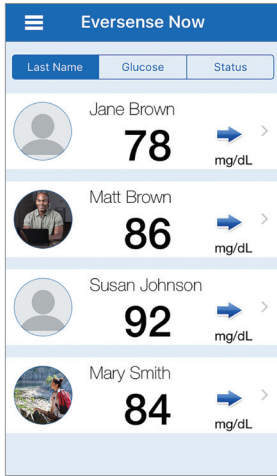 Eversense Now
Last Name Glucose Status
Jane Brown
78
mg/dL
Matt Brown
86
mg/dL
Susan Johnson
92
mg/dL
Mary Smith
84
mg/dL